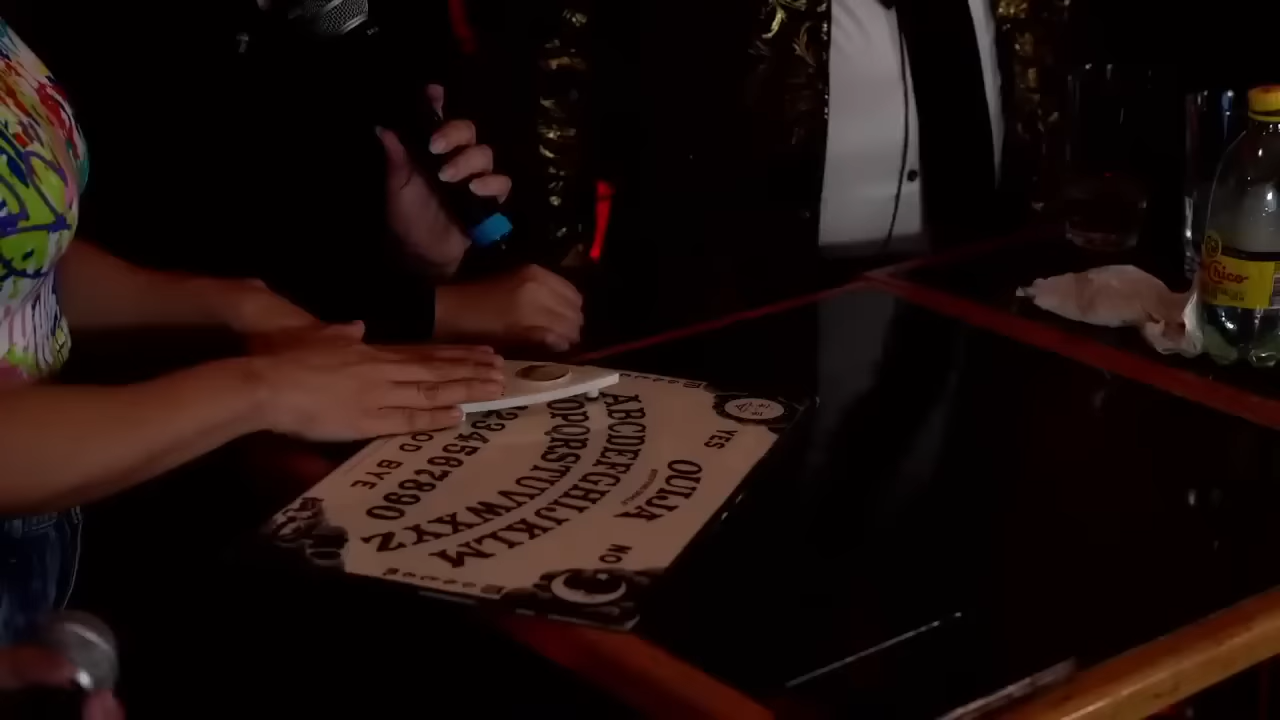 YES
OUIJA
NO
ABCDEFGHIJKLM
NOPQRSTUVWXYZ
1234567890
GOOD BYE
Chico